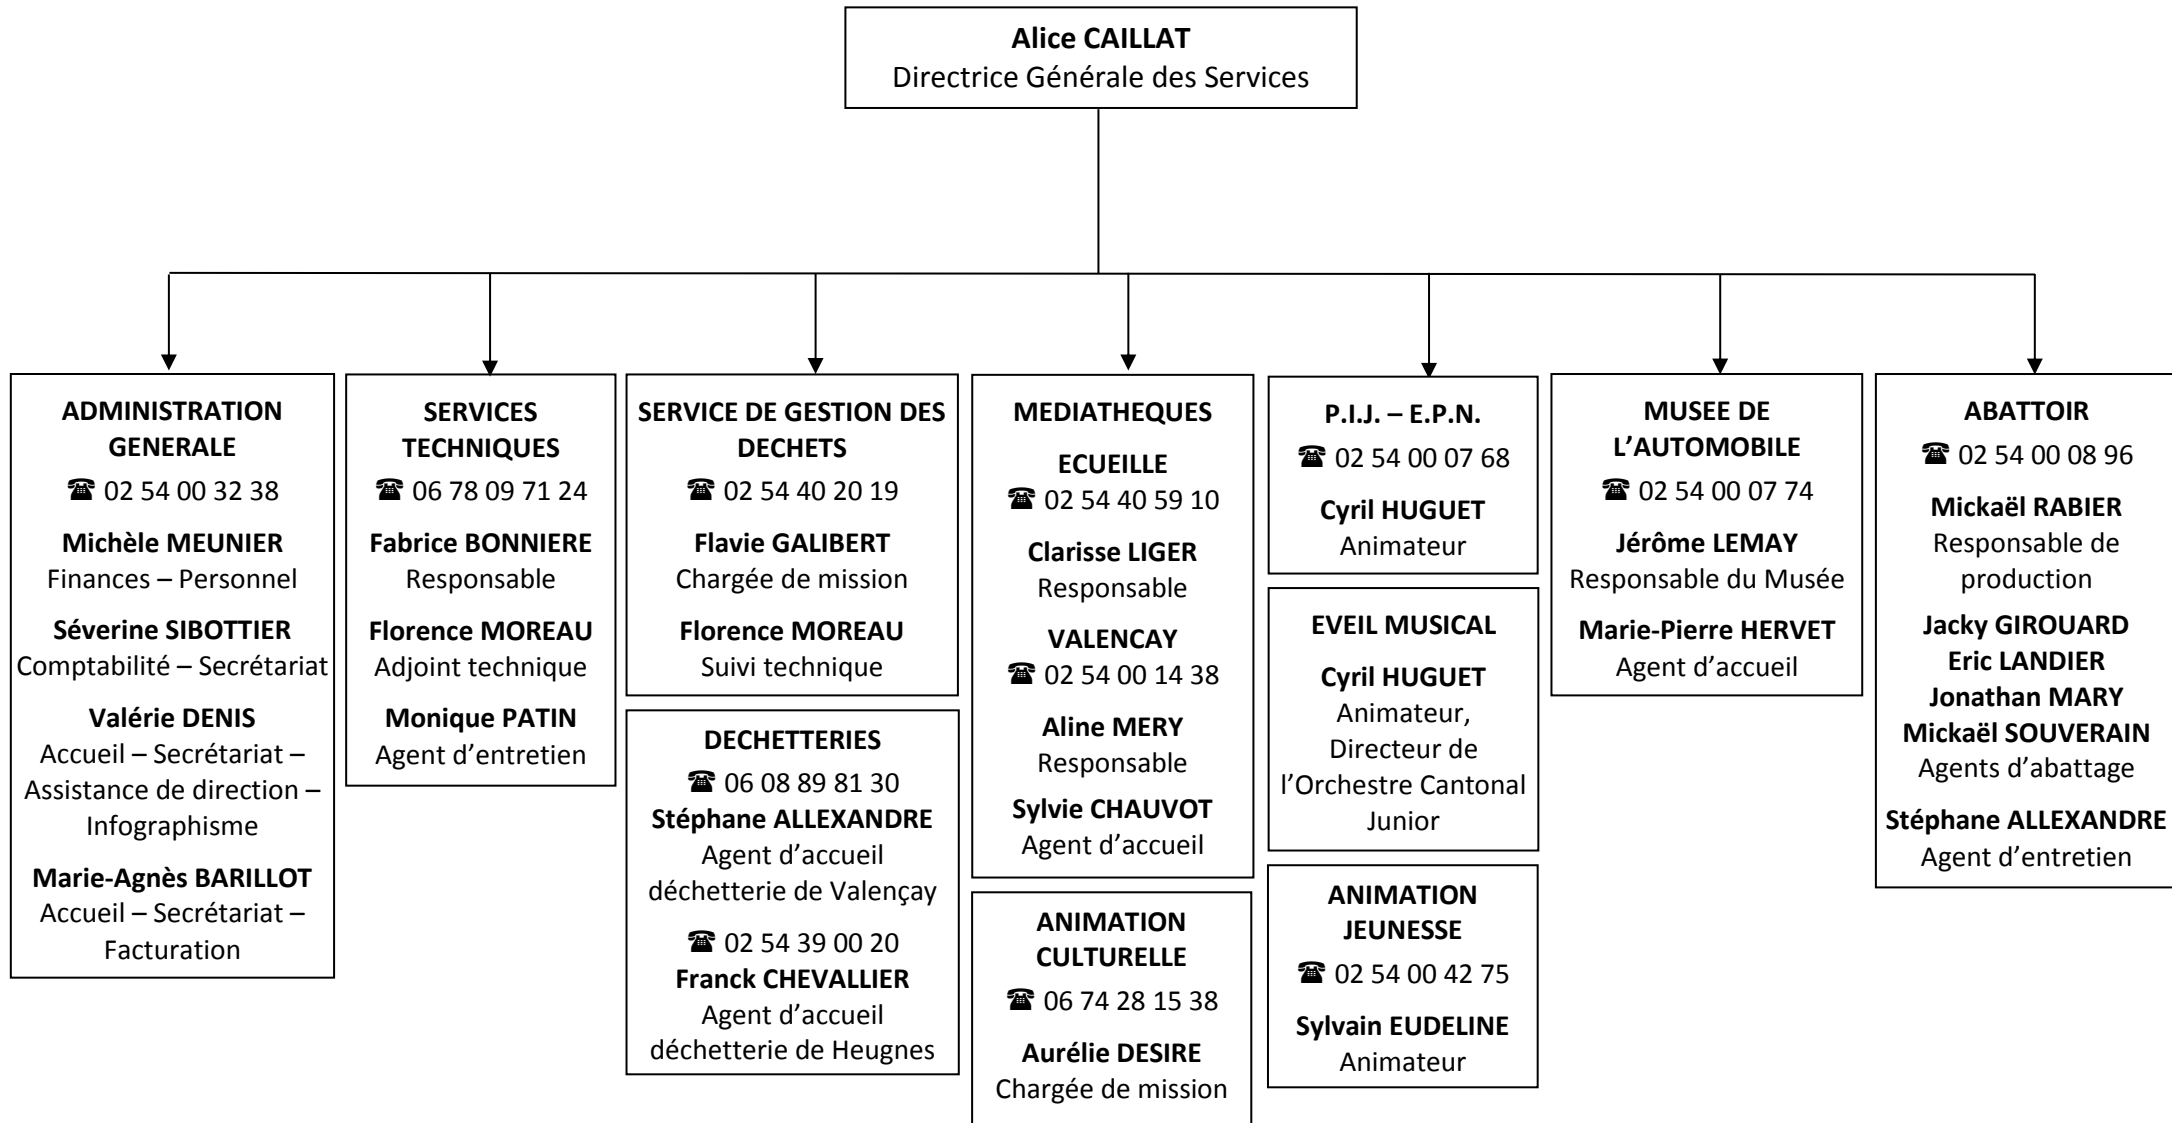 Alice CAILLAT
Directrice Générale des Services
ADMINISTRATION
GENERALE
☎ 02 54 00 32 38
Michèle MEUNIER
Finances – Personnel
Séverine SIBOTTIER
Comptabilité – Secrétariat
Valérie DENIS
Accueil – Secrétariat –
Assistance de direction –
Infographisme
Marie-Agnès BARILLOT
Accueil – Secrétariat –
Facturation
SERVICES
TECHNIQUES
☎ 06 78 09 71 24
Fabrice BONNIERE
Responsable
Florence MOREAU
Adjoint technique
Monique PATIN
Agent d’entretien
SERVICE DE GESTION DES
DECHETS
☎ 02 54 40 20 19
Flavie GALIBERT
Chargée de mission
Florence MOREAU
Suivi technique
DECHETTERIES
☎ 06 08 89 81 30
Stéphane ALLEXANDRE
Agent d’accueil
déchetterie de Valençay
☎ 02 54 39 00 20
Franck CHEVALLIER
Agent d’accueil
déchetterie de Heugnes
MEDIATHEQUES
ECUEILLE
☎ 02 54 40 59 10
Clarisse LIGER
Responsable
VALENCAY
☎ 02 54 00 14 38
Aline MERY
Responsable
Sylvie CHAUVOT
Agent d’accueil
ANIMATION
CULTURELLE
☎ 06 74 28 15 38
Aurélie DESIRE
Chargée de mission
P.I.J. – E.P.N.
☎ 02 54 00 07 68
Cyril HUGUET
Animateur
EVEIL MUSICAL
Cyril HUGUET
Animateur,
Directeur de
l’Orchestre Cantonal
Junior
ANIMATION
JEUNESSE
☎ 02 54 00 42 75
Sylvain EUDELINE
Animateur
MUSEE DE
L’AUTOMOBILE
☎ 02 54 00 07 74
Jérôme LEMAY
Responsable du Musée
Marie-Pierre HERVET
Agent d’accueil
ABATTOIR
☎ 02 54 00 08 96
Mickaël RABIER
Responsable de
production
Jacky GIROUARD
Eric LANDIER
Jonathan MARY
Mickaël SOUVERAIN
Agents d’abattage
Stéphane ALLEXANDRE
Agent d’entretien